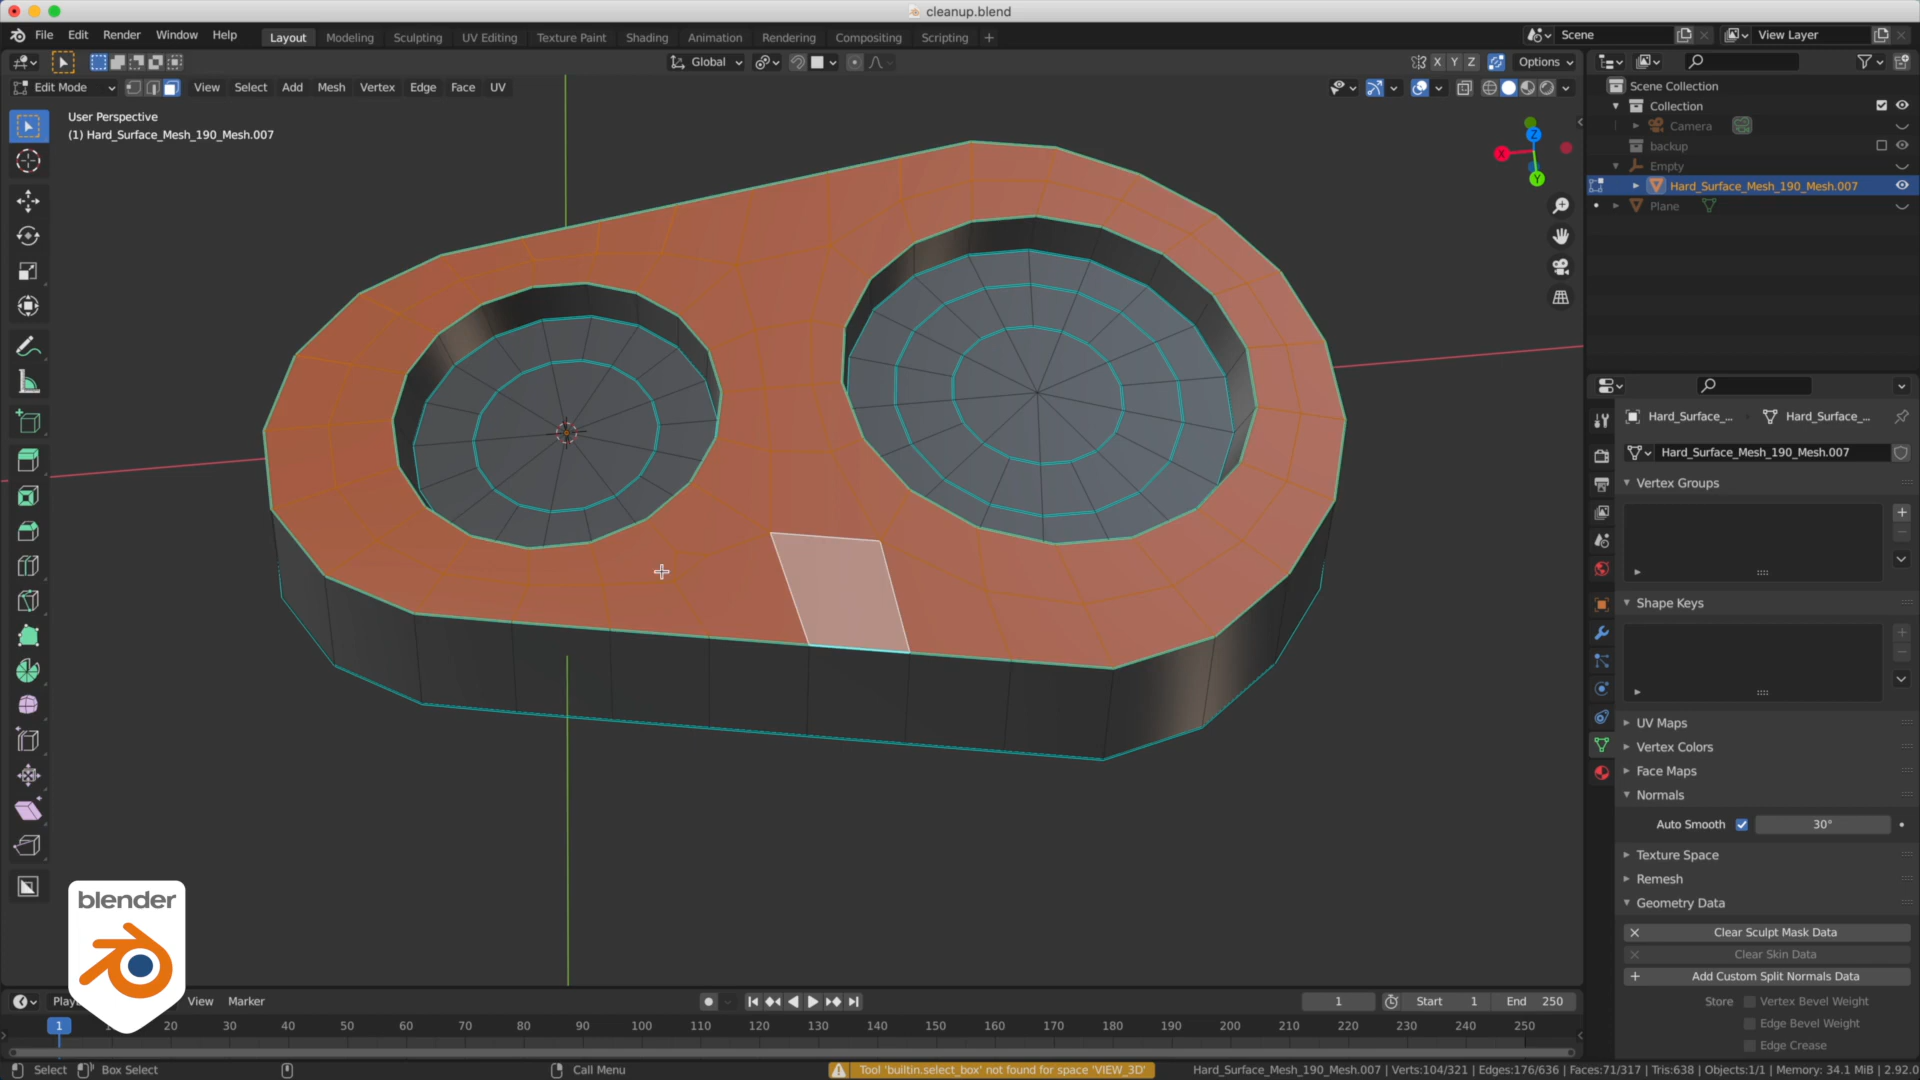 cleanup.blend
File Edit Render Window Help Layout Modeling Sculpting UV Editing Texture Paint Shading Animation Rendering Compositing Scripting + Scene View Layer
Global X Y Z Options
Edit Mode View Select Add Mesh Vertex Edge Face UV
User Perspective
(1) Hard_Surface_Mesh_190_Mesh.007
Z
X
Y
Scene Collection
Collection
Camera
backup
Empty
Hard_Surface_Mesh_190_Mesh.007
Plane
Hard_Surface_... Hard_Surface_...
Hard_Surface_Mesh_190_Mesh.007
Vertex Groups
Shape Keys
UV Maps
Vertex Colors
Face Maps
Normals
Auto Smooth 30°
Texture Space
Remesh
Geometry Data
Clear Sculpt Mask Data
Clear Skin Data
Add Custom Split Normals Data
Store Vertex Bevel Weight
Edge Bevel Weight
Edge Crease
blender
View Marker 1 Start 1 End 250
1 20 30 40 50 60 70 80 90 100 110 120 130 140 150 160 170 180 190 200 210 220 230 240 250
Select Box Select Call Menu Tool 'builtin.select_box' not found for space 'VIEW_3D' Hard_Surface_Mesh_190_Mesh.007 | Verts:104/321 | Edges:176/636 | Faces:71/317 | Tris:638 | Objects:1/1 | Memory: 34.1 MiB | 2.92.0